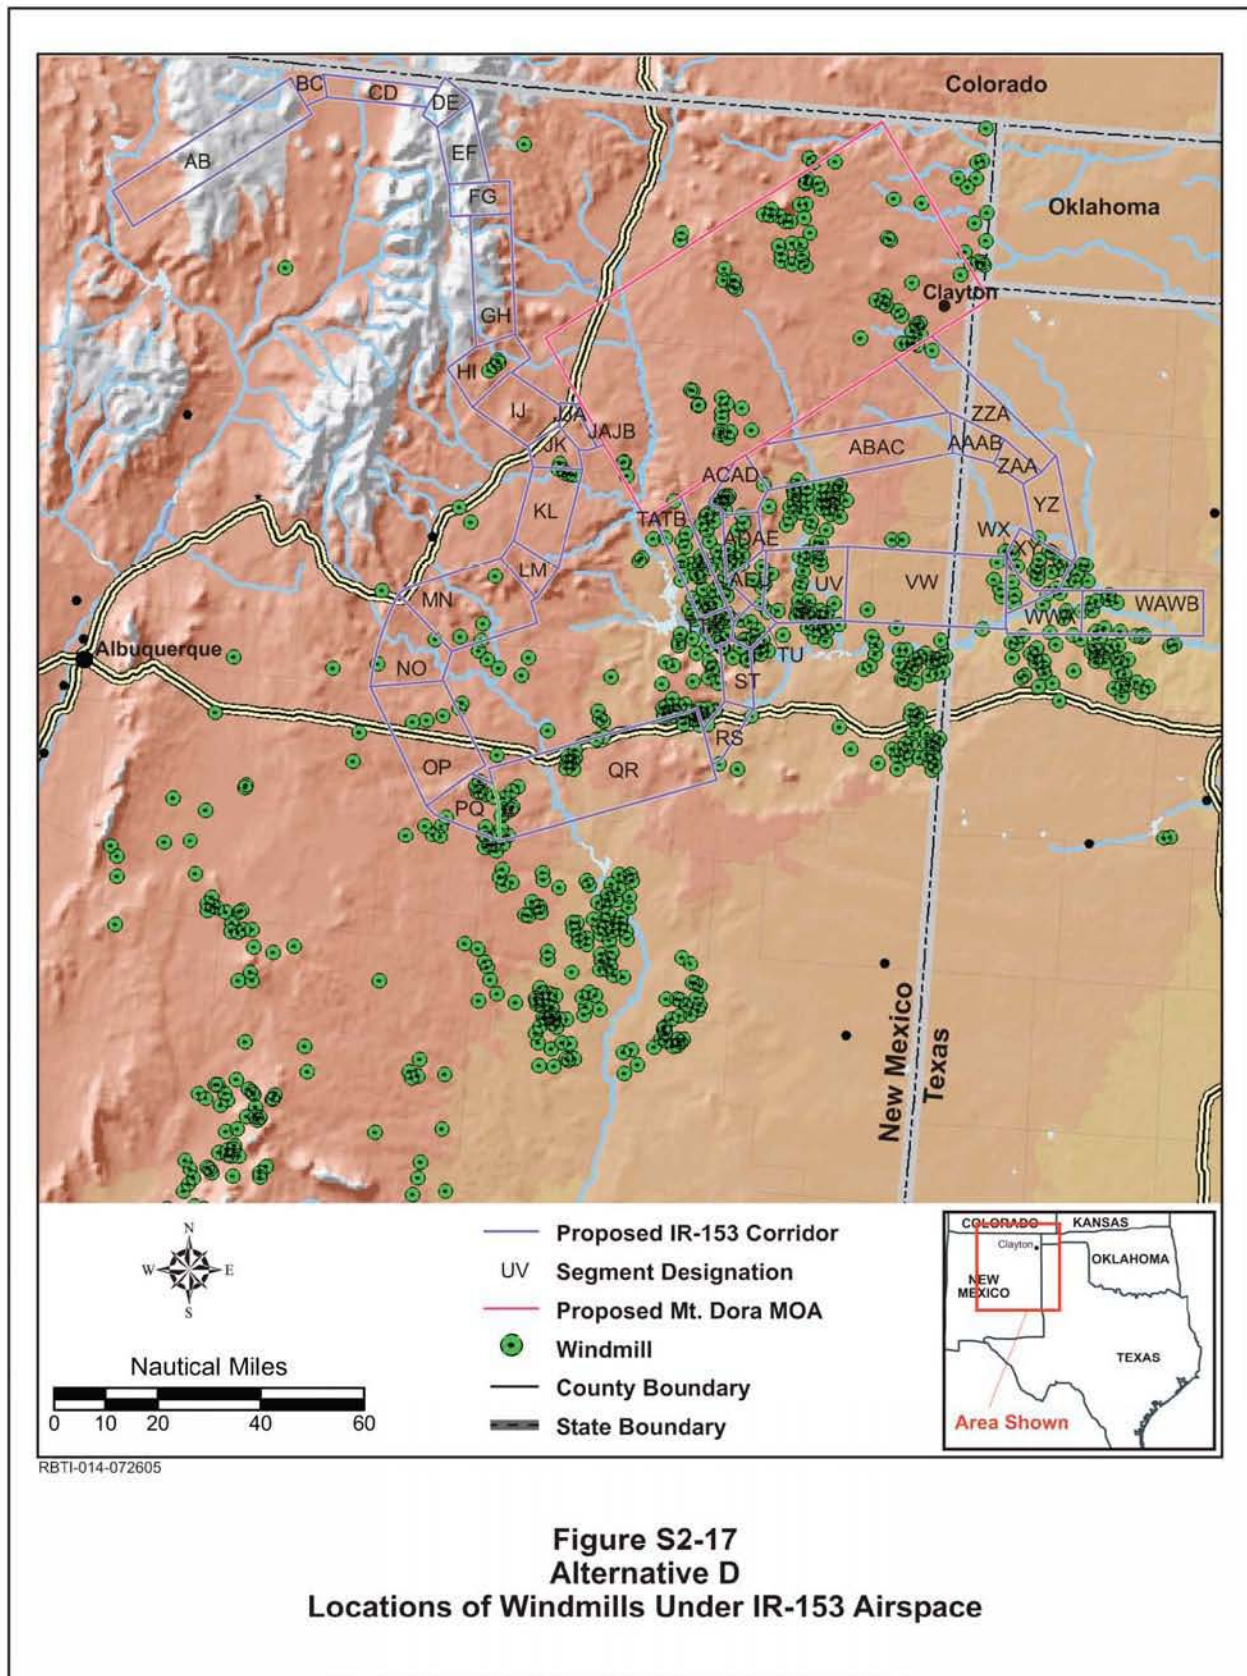 Colorado
BC
CD
DE
AB
EF
FG
Oklahoma
GH
Clayton
HI
IJ
IJA
JAJB
JK
ZZA
ABAC
AAAB
ZAA
ACAD
YZ
KL
TATB
WX
ADAE
XY
LM
AEU
UV
VW
MN
WAWB
WWA
Albuquerque
NO
TU
ST
RS
OP
QR
PQ
New Mexico
Texas
N
W E
S
Nautical Miles
0 10 20 40 60
Proposed IR-153 Corridor
UV Segment Designation
Proposed Mt. Dora MOA
Windmill
County Boundary
State Boundary
COLORADO KANSAS
Clayton
OKLAHOMA
NEW
MEXICO
TEXAS
Area Shown
RBTI-014-072605
Figure S2-17
Alternative D
Locations of Windmills Under IR-153 Airspace